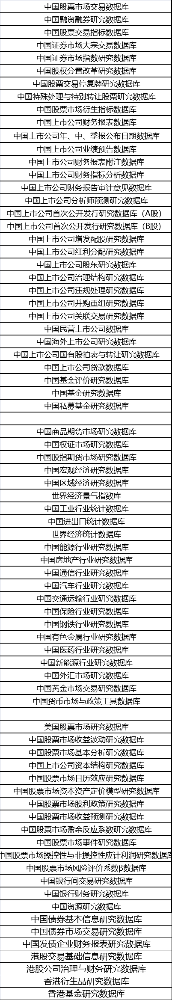 中国股票市场交易数据库
中国融资融券研究数据库
中国股票交易指标数据库
中国证券市场大宗交易数据库
中国证券市场指数研究数据库
中国股权分置改革研究数据库
中国股票交易停复牌研究数据库
中国特殊处理与特别转让股票研究数据库
中国股票市场衍生指标数据库
中国上市公司财务报表数据库
中国上市公司年、中、季报公布日期数据库
中国上市公司业绩预告数据库
中国上市公司财务报表附注数据库
中国上市公司财务指标分析数据库
中国上市公司财务报告审计意见数据库
中国上市公司分析师预测研究数据库
中国上市公司首次公开发行研究数据库（A股）
中国上市公司首次公开发行研究数据库（B股）
中国上市公司增发配股研究数据库
中国上市公司红利分配研究数据库
中国上市公司股东研究数据库
中国上市公司治理结构研究数据库
中国上市公司违规处理研究数据库
中国上市公司并购重组研究数据库
中国上市公司关联交易研究数据库
中国民营上市公司数据库
中国海外上市公司研究数据库
中国上市公司国有股拍卖与转让研究数据库
中国上市公司贷款数据库
中国基金评价研究数据库
中国基金研究数据库
中国私募基金研究数据库
中国商品期货市场研究数据库
中国权证市场研究数据库
中国股指期货市场研究数据库
中国宏观经济研究数据库
中国区域经济研究数据库
世界经济景气指数库
中国工业行业统计数据库
中国进出口统计数据库
世界经济统计数据库
中国能源行业研究数据库
中国房地产行业研究数据库
中国通信行业研究数据库
中国汽车行业研究数据库
中国交通运输行业研究数据库
中国保险行业研究数据库
中国钢铁行业研究数据库
中国有色金属行业研究数据库
中国医药行业研究数据库
中国新能源行业研究数据库
中国外汇市场研究数据库
中国黄金市场交易研究数据库
中国货币市场与政策工具数据库
美国股票市场研究数据库
中国股票市场收益波动研究数据库
中国股票市场基本分析研究数据库
中国上市公司资本结构研究数据库
中国股票市场日历效应研究数据库
中国股票市场资本资产定价模型研究数据库
中国股票市场股利政策研究数据库
中国股票市场收益预测研究数据库
中国股票市场盈余反应系数研究数据库
中国股票市场事件研究数据库
中国股票市场操控性与非操控性应计利润研究数据库
中国股票市场风险评价系数β数据库
中国银行间交易研究数据库
中国银行财务研究数据库
中国资源研究数据库
中国债券基本信息研究数据库
中国债券市场交易研究数据库
中国发债企业财务报表研究数据库
港股交易基础信息研究数据库
港股公司治理与财务研究数据库
香港衍生品研究数据库
香港基金研究数据库